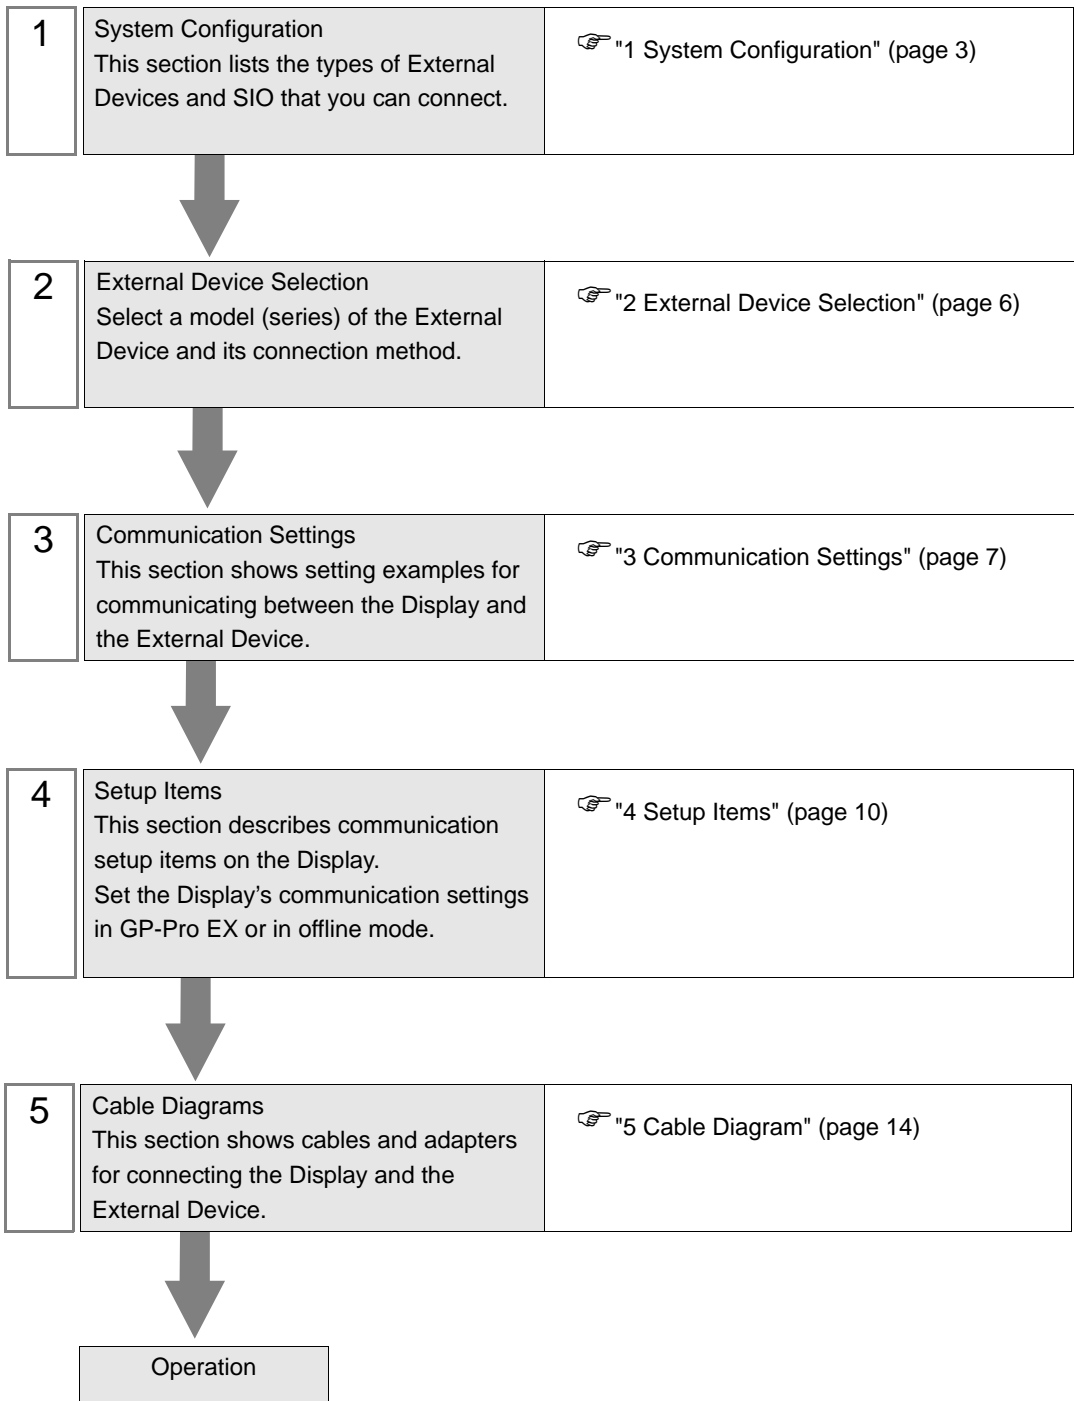 1
System Configuration
This section lists the types of External
Devices and SIO that you can connect.
"1 System Configuration" (page 3)
2
External Device Selection
Select a model (series) of the External
Device and its connection method.
"2 External Device Selection" (page 6)
3
Communication Settings
This section shows setting examples for
communicating between the Display and
the External Device.
"3 Communication Settings" (page 7)
4
Setup Items
This section describes communication
setup items on the Display.
Set the Display’s communication settings
in GP-Pro EX or in offline mode.
"4 Setup Items" (page 10)
5
Cable Diagrams
This section shows cables and adapters
for connecting the Display and the
External Device.
"5 Cable Diagram" (page 14)
Operation